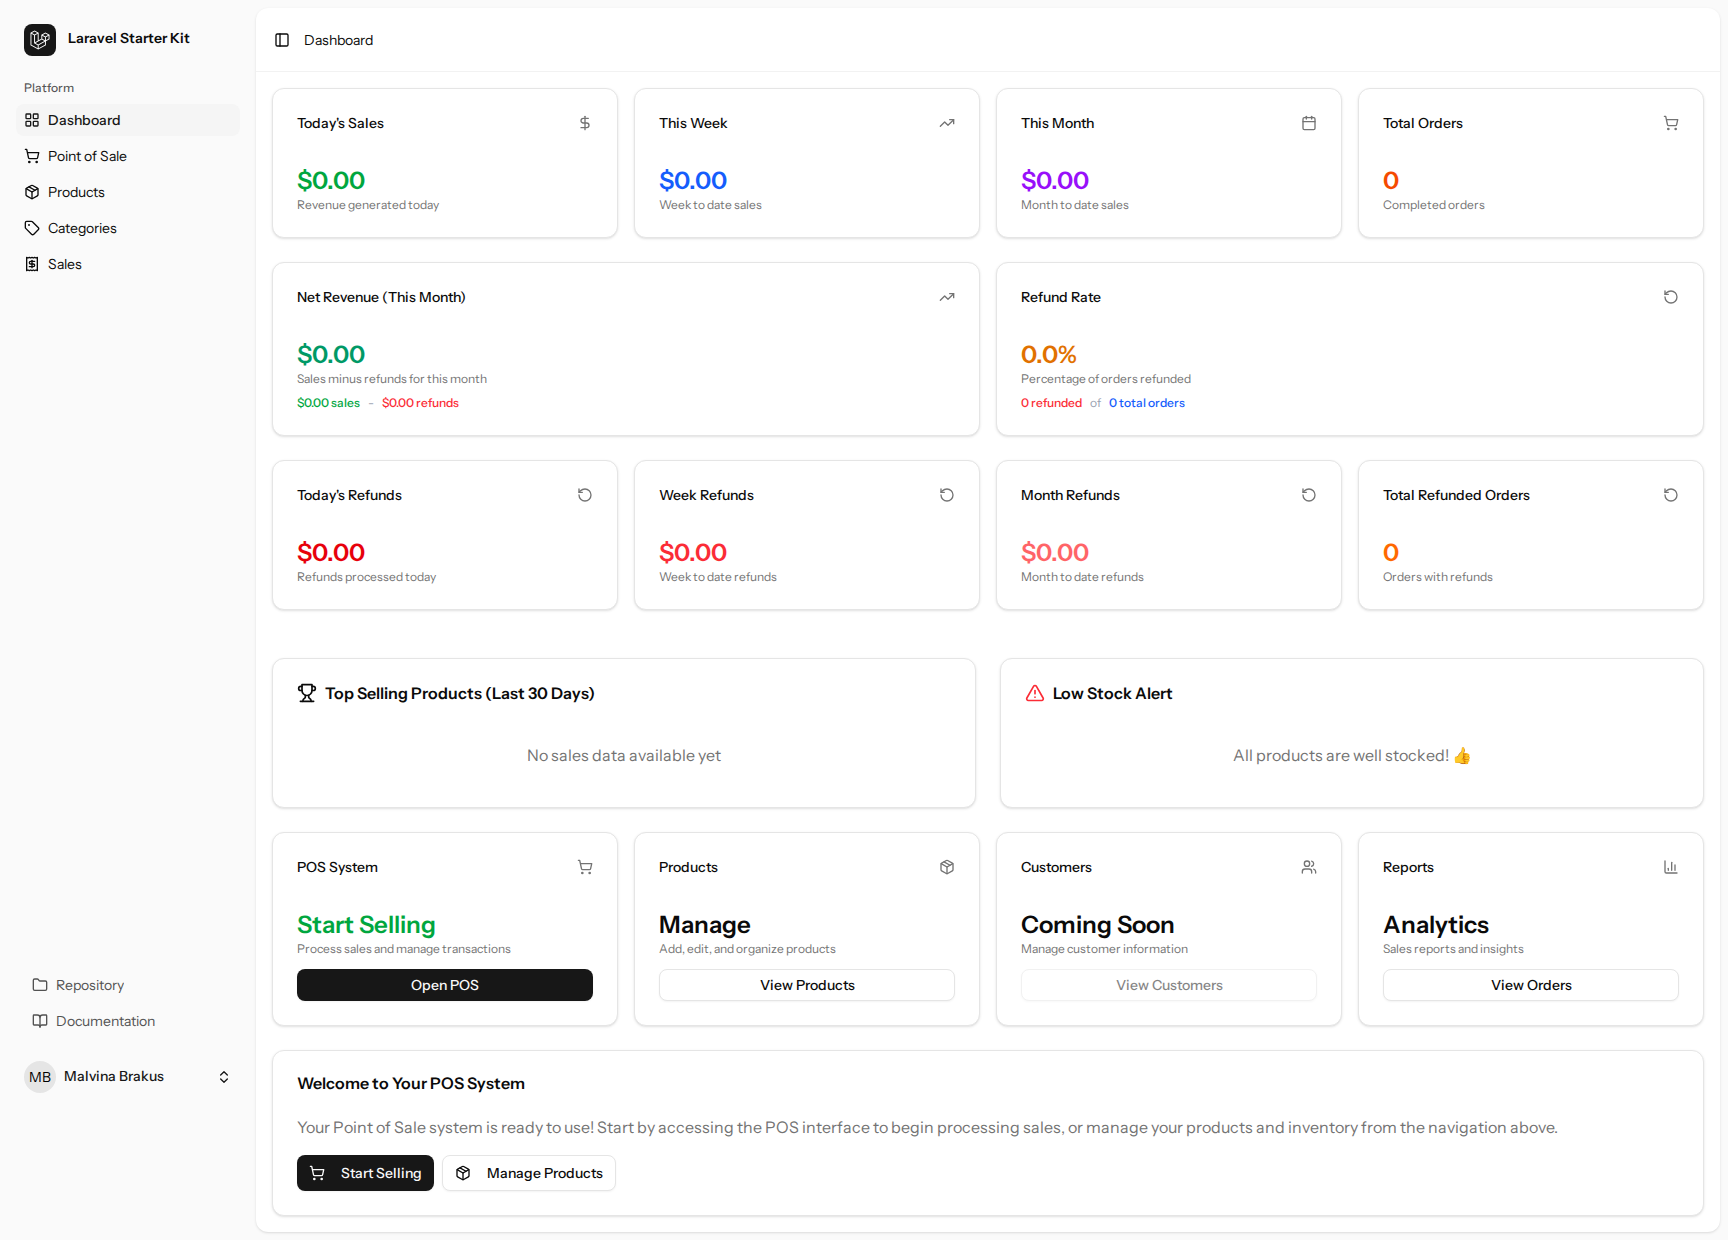 Laravel Starter Kit
Platform
Dashboard
Point of Sale
Products
Categories
Sales
Repository
Documentation
MB Malvina Brakus
Dashboard
Today's Sales
$0.00
Revenue generated today
This Week
$0.00
Week to date sales
This Month
$0.00
Month to date sales
Total Orders
0
Completed orders
Net Revenue (This Month)
$0.00
Sales minus refunds for this month
$0.00 sales - $0.00 refunds
Refund Rate
0.0%
Percentage of orders refunded
0 refunded of 0 total orders
Today's Refunds
$0.00
Refunds processed today
Week Refunds
$0.00
Week to date refunds
Month Refunds
$0.00
Month to date refunds
Total Refunded Orders
0
Orders with refunds
Top Selling Products (Last 30 Days)
No sales data available yet
Low Stock Alert
All products are well stocked! 👍
POS System
Start Selling
Process sales and manage transactions
Open POS
Products
Manage
Add, edit, and organize products
View Products
Customers
Coming Soon
Manage customer information
View Customers
Reports
Analytics
Sales reports and insights
View Orders
Welcome to Your POS System
Your Point of Sale system is ready to use! Start by accessing the POS interface to begin processing sales, or manage your products and inventory from the navigation above.
Start Selling
Manage Products